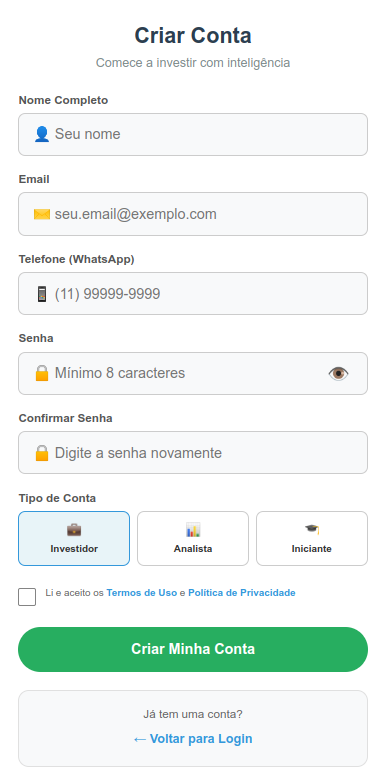 Criar Conta
Comece a investir com inteligência
Nome Completo
👤 Seu nome
Email
✉️ seu.email@exemplo.com
Telefone (WhatsApp)
📱 (11) 99999-9999
Senha
🔒 Mínimo 8 caracteres 👁️
Confirmar Senha
🔒 Digite a senha novamente
Tipo de Conta
💼 📊 🎓
Investidor Analista Iniciante
Li e aceito os Termos de Uso e Política de Privacidade
Criar Minha Conta
Já tem uma conta?
← Voltar para Login